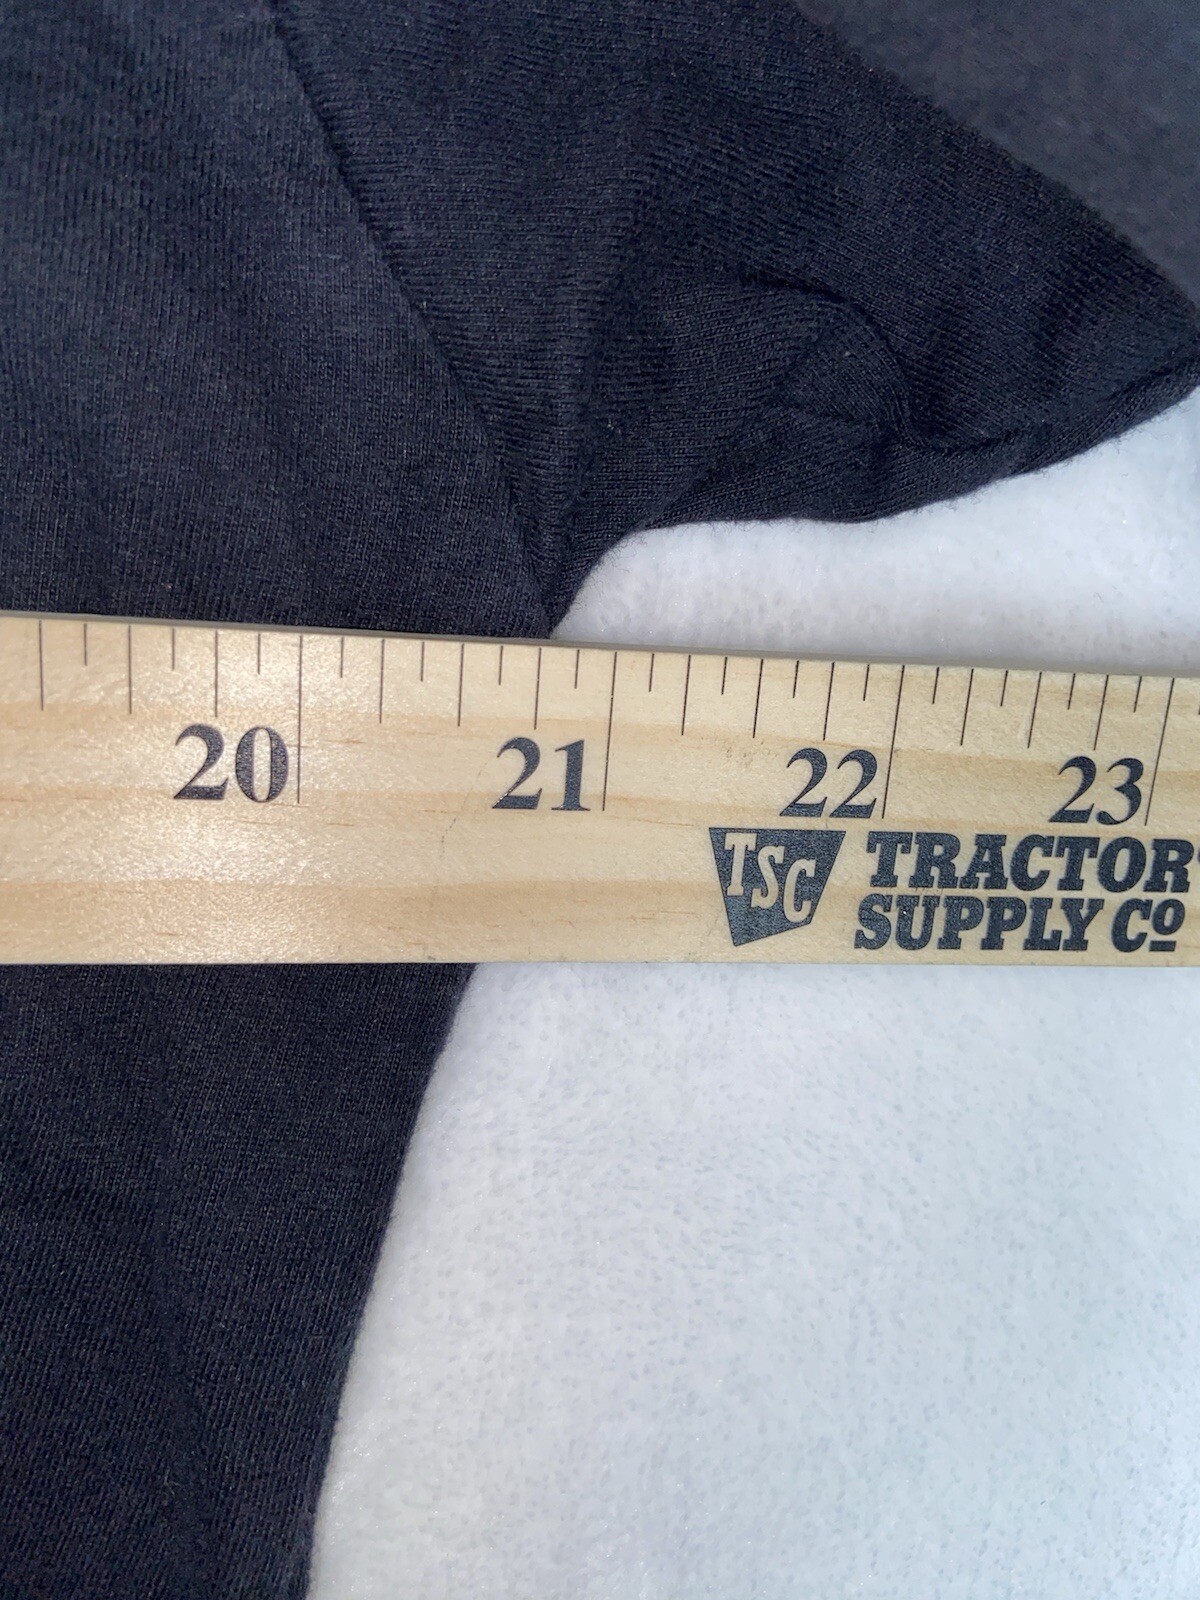 20 21 22 23
TSC TRACTOR
SUPPLY Co